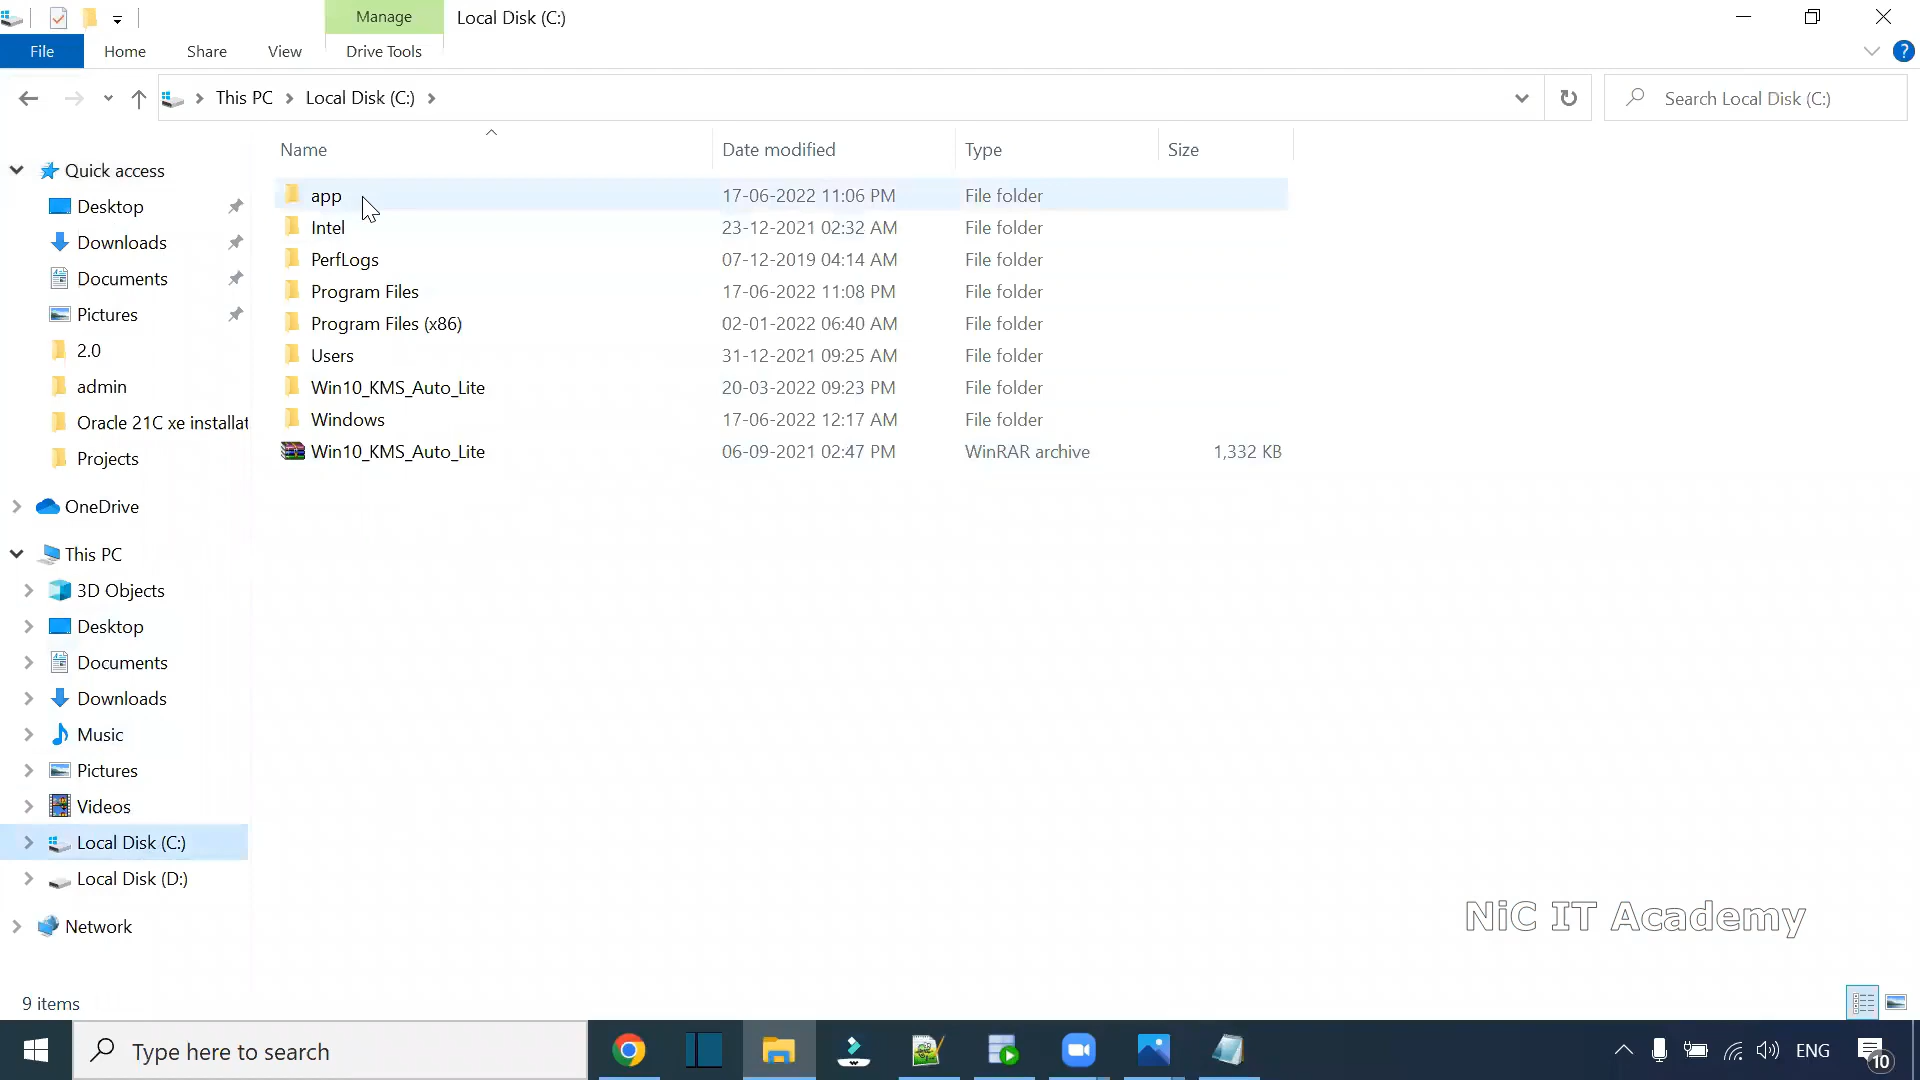 Manage Local Disk (C:)
File Home Share View Drive Tools
This PC Local Disk (C:) Search Local Disk (C:)
Name Date modified Type Size
Quick access
Desktop
Downloads
Documents
Pictures
2.0
admin
Oracle 21C xe installat
Projects
OneDrive
This PC
3D Objects
Desktop
Documents
Downloads
Music
Pictures
Videos
Local Disk (C:)
Local Disk (D:)
Network
app 17-06-2022 11:06 PM File folder
Intel 23-12-2021 02:32 AM File folder
PerfLogs 07-12-2019 04:14 AM File folder
Program Files 17-06-2022 11:08 PM File folder
Program Files (x86) 02-01-2022 06:40 AM File folder
Users 31-12-2021 09:25 AM File folder
Win10_KMS_Auto_Lite 20-03-2022 09:23 PM File folder
Windows 17-06-2022 12:17 AM File folder
Win10_KMS_Auto_Lite 06-09-2021 02:47 PM WinRAR archive 1,332 KB
NiC IT Academy
9 items
Type here to search ENG 10